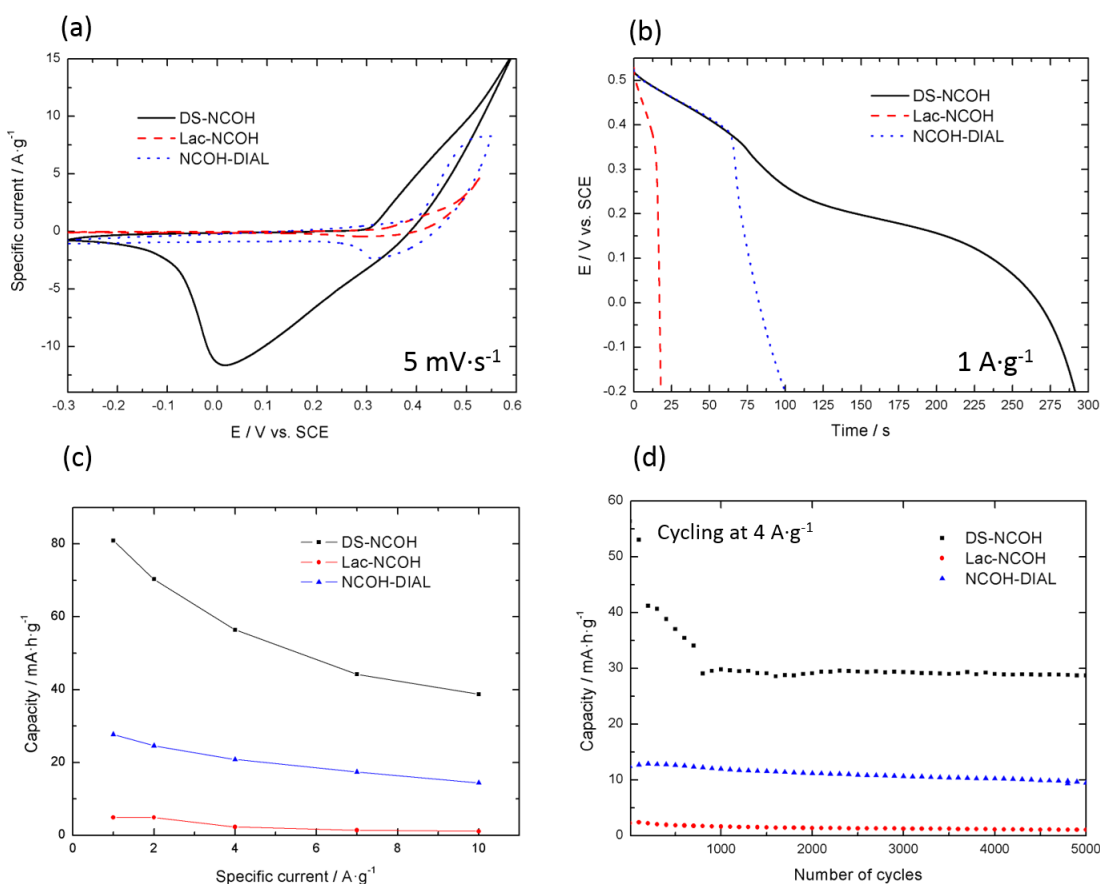 (a)
15
10
5
0
-5
-10
Specific current / A·g-1
DS-NCOH
Lac-NCOH
NCOH-DIAL
5 mV·s-1
-0.3 -0.2 -0.1 0.0 0.1 0.2 0.3 0.4 0.5 0.6
E / V vs. SCE
(b)
0.5
0.4
0.3
0.2
0.1
0.0
-0.1
-0.2
E / V vs. SCE
DS-NCOH
Lac-NCOH
NCOH-DIAL
1 A·g-1
0 25 50 75 100 125 150 175 200 225 250 275 300
Time / s
(c)
80
60
40
20
0
Capacity / mA·h·g-1
DS-NCOH
Lac-NCOH
NCOH-DIAL
0 2 4 6 8 10
Specific current / A·g-1
(d)
60
50
40
30
20
10
0
Capacity / mA·h·g-1
Cycling at 4 A·g-1
DS-NCOH
Lac-NCOH
NCOH-DIAL
1000 2000 3000 4000 5000
Number of cycles